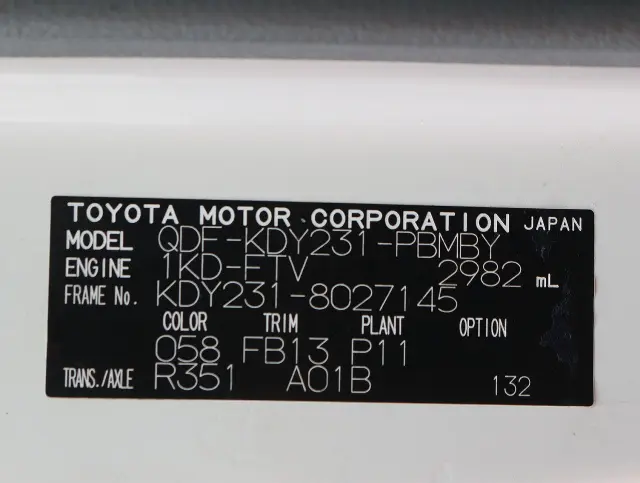 TOYOTA MOTOR CORPORATION JAPAN
MODEL QDF-KDY231-PBMBY
ENGINE 1KD-FTV 2982 mL
FRAME No. KDY231-8027145
COLOR TRIM PLANT OPTION
058 FB13 P11
TRANS./AXLE R351 A01B 132